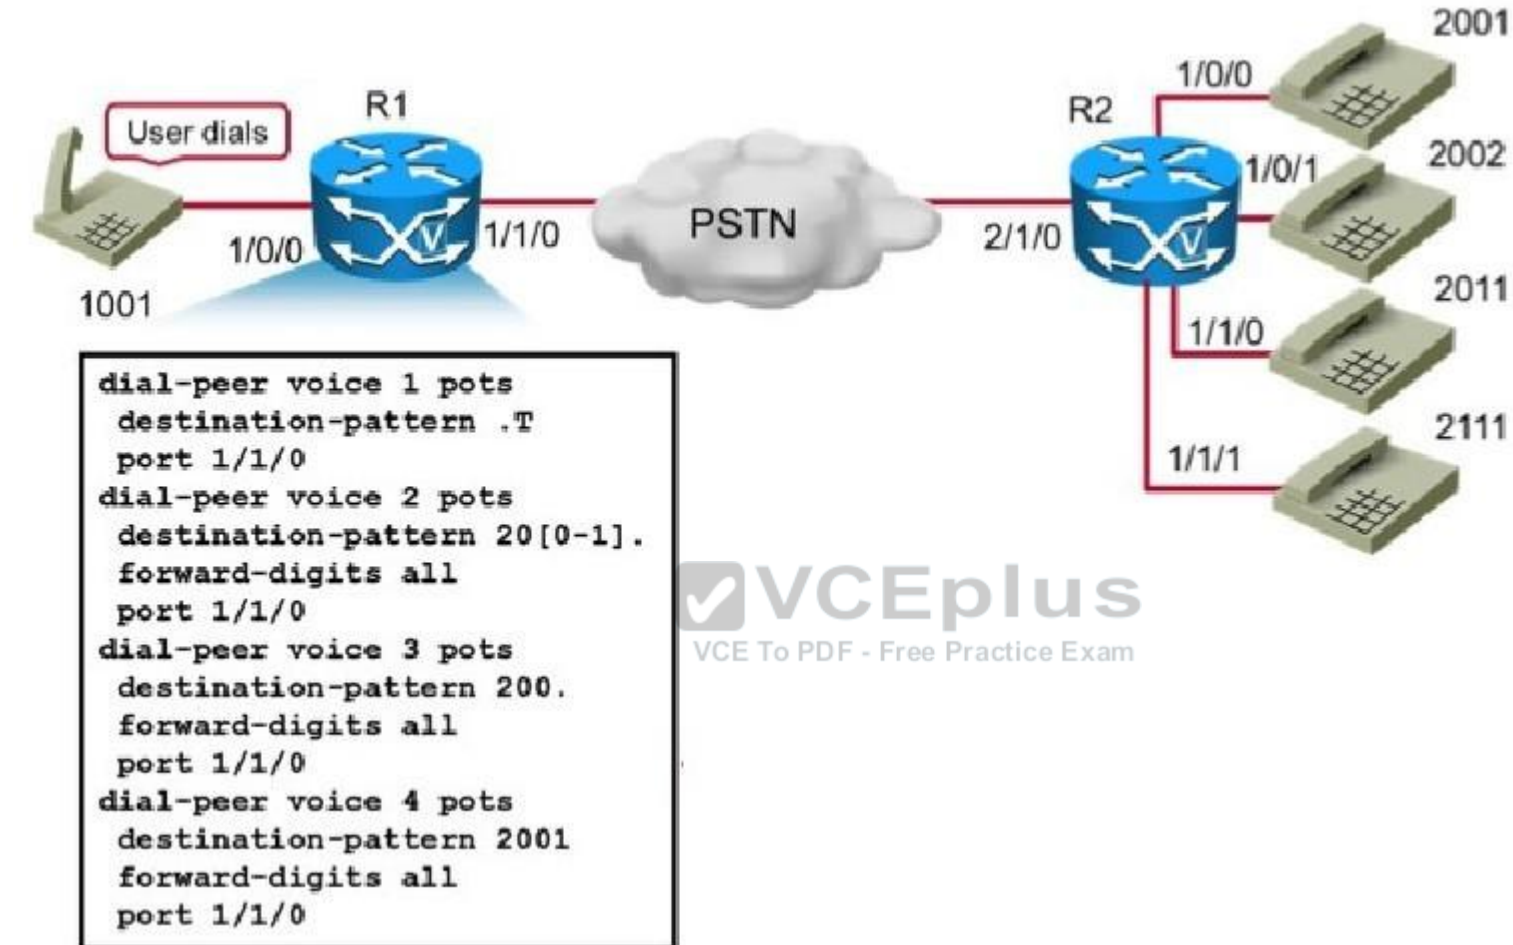 2001
1/0/0
R1
R2
User dials
2002
1/0/1
PSTN
1/0/0
1/1/0
2/1/0
2011
1001
1/1/0
2111
1/1/1
dial-peer voice 1 pots
destination-pattern .T
port 1/1/0
dial-peer voice 2 pots
destination-pattern 20[0-1].
forward-digits all
port 1/1/0
dial-peer voice 3 pots
destination-pattern 200.
forward-digits all
port 1/1/0
dial-peer voice 4 pots
destination-pattern 2001
forward-digits all
port 1/1/0
V
V
VCEplus
VCE To PDF - Free Practice Exam